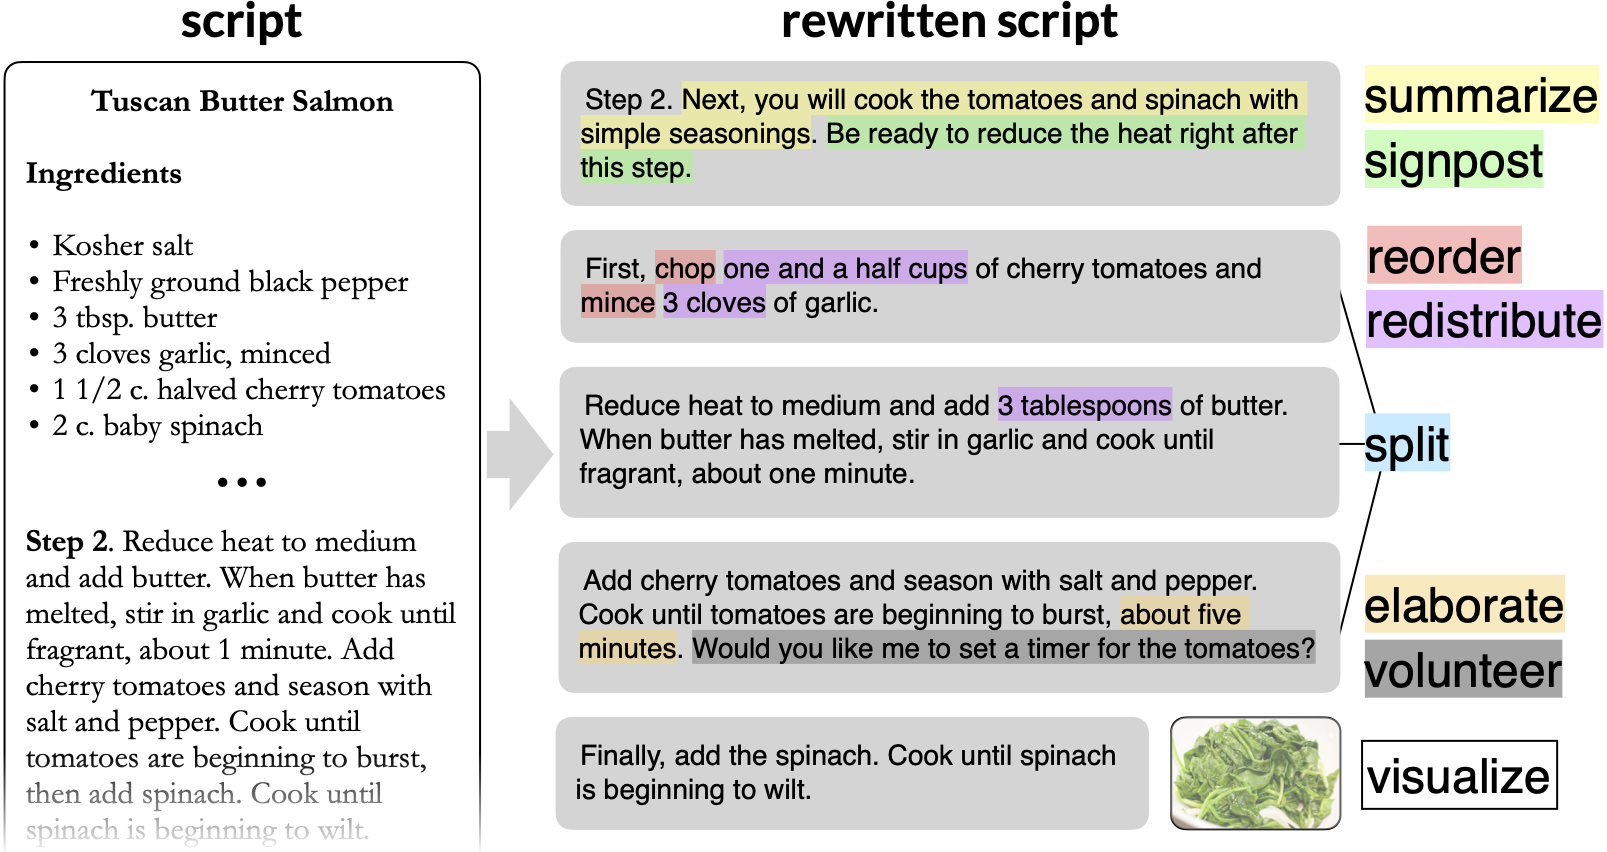 script
Tuscan Butter Salmon
Ingredients
• Kosher salt
• Freshly ground black pepper
• 3 tbsp. butter
• 3 cloves garlic, minced
• 1 1/2 c. halved cherry tomatoes
• 2 c. baby spinach
•••
Step 2. Reduce heat to medium
and add butter. When butter has
melted, stir in garlic and cook until
fragrant, about 1 minute. Add
cherry tomatoes and season with
salt and pepper. Cook until
tomatoes are beginning to burst,
then add spinach. Cook until
spinach is beginning to wilt.
rewritten script
Step 2. Next, you will cook the tomatoes and spinach with
simple seasonings. Be ready to reduce the heat right after
this step.
summarize
signpost
First, chop one and a half cups of cherry tomatoes and
mince 3 cloves of garlic.
reorder
redistribute
Reduce heat to medium and add 3 tablespoons of butter.
When butter has melted, stir in garlic and cook until
fragrant, about one minute.
split
Add cherry tomatoes and season with salt and pepper.
Cook until tomatoes are beginning to burst, about five
minutes. Would you like me to set a timer for the tomatoes?
elaborate
volunteer
Finally, add the spinach. Cook until spinach
is beginning to wilt.
visualize